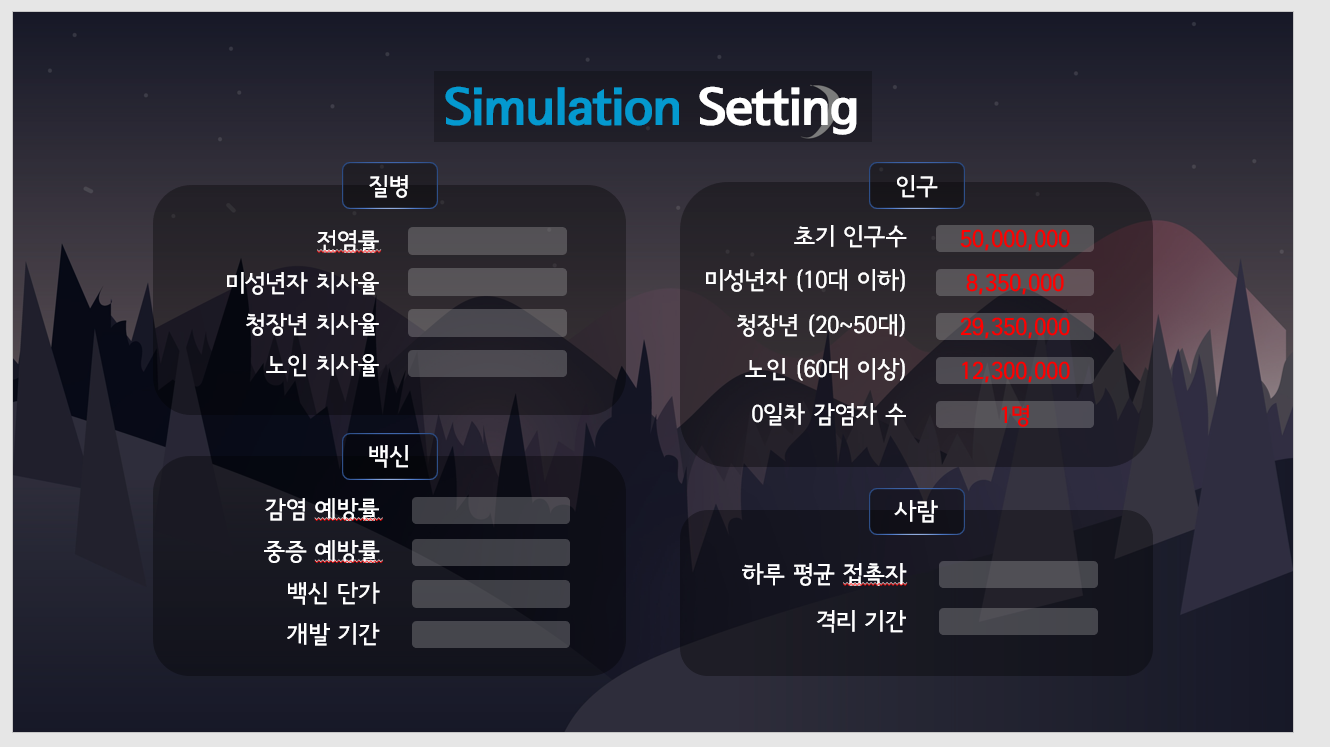 Simulation Setting
질병
전염률
미성년자 치사율
청장년 치사율
노인 치사율
백신
감염 예방률
중증 예방률
백신 단가
개발 기간
인구
초기 인구수 50,000,000
미성년자 (10대 이하) 8,350,000
청장년 (20~50대) 29,350,000
노인 (60대 이상) 12,300,000
0일차 감염자 수 1명
사람
하루 평균 접촉자
격리 기간